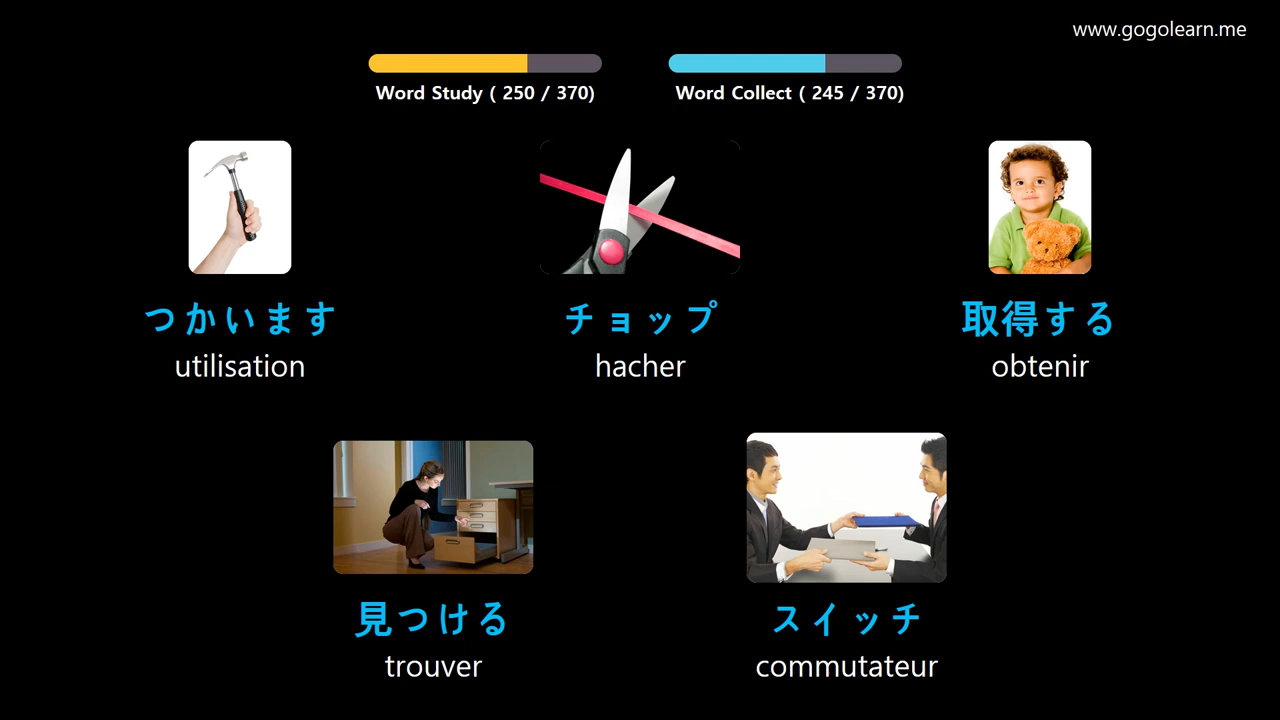 www.gogolearn.me
Word Study ( 250 / 370)
Word Collect ( 245 / 370)
つかいます
utilisation
チョップ
hacher
取得する
obtenir
見つける
trouver
スイッチ
commutateur